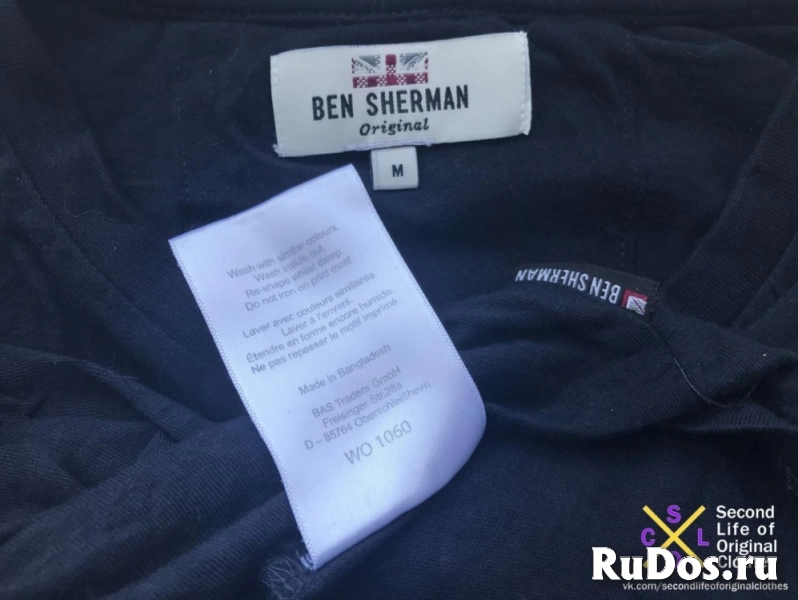 BEN SHERMAN
Original
M
Wash with similar colours.
Wash inside out.
Re-shape whilst damp
Do not iron on print motif.
Laver avec couleurs similaires.
Laver à l'envers.
Étendre en forme encore humide.
Ne pas repasser le motif imprimé
Made in Bangladesh
BAS Traders GmbH
Freisinger Str.28a
D – 85764 Oberschleißheim
WO 1060
BEN SHERMAN
S
C L
O
Second
Life of
Original
Clothes
RuDos.ru
vk.com/secondlifeoforiginalclothes